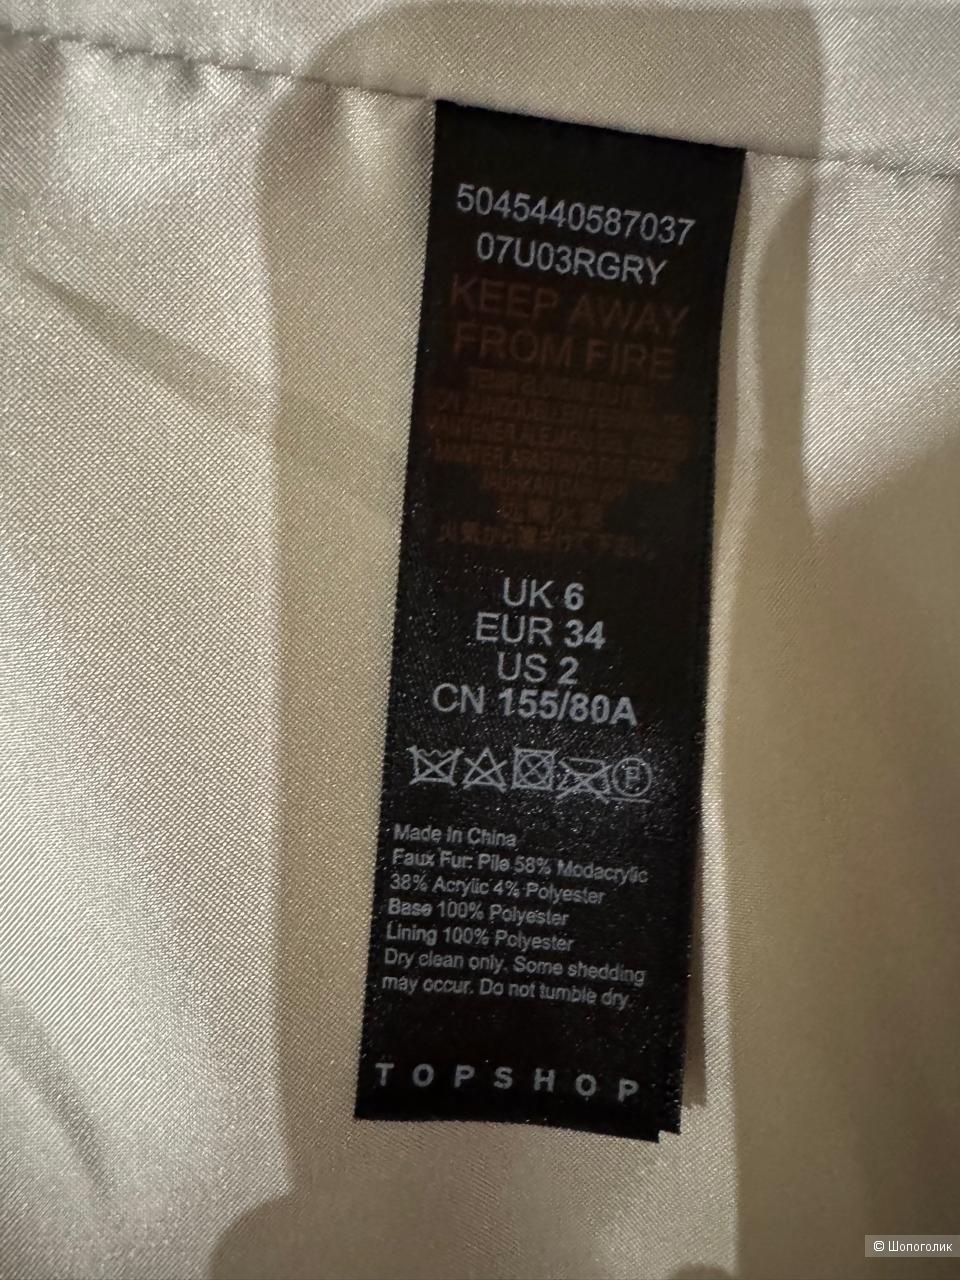 5045440587037
07U03RGRY
KEEP AWAY
FROM FIRE
UK 6
EUR 34
US 2
CN 155/80A
P
Made in China
Faux Fur: Pile 58% Modacrylic
38% Acrylic 4% Polyester
Base 100% Polyester
Lining 100% Polyester
Dry clean only. Some shedding
may occur. Do not tumble dry.
TOPSHOP
© Шопоголик